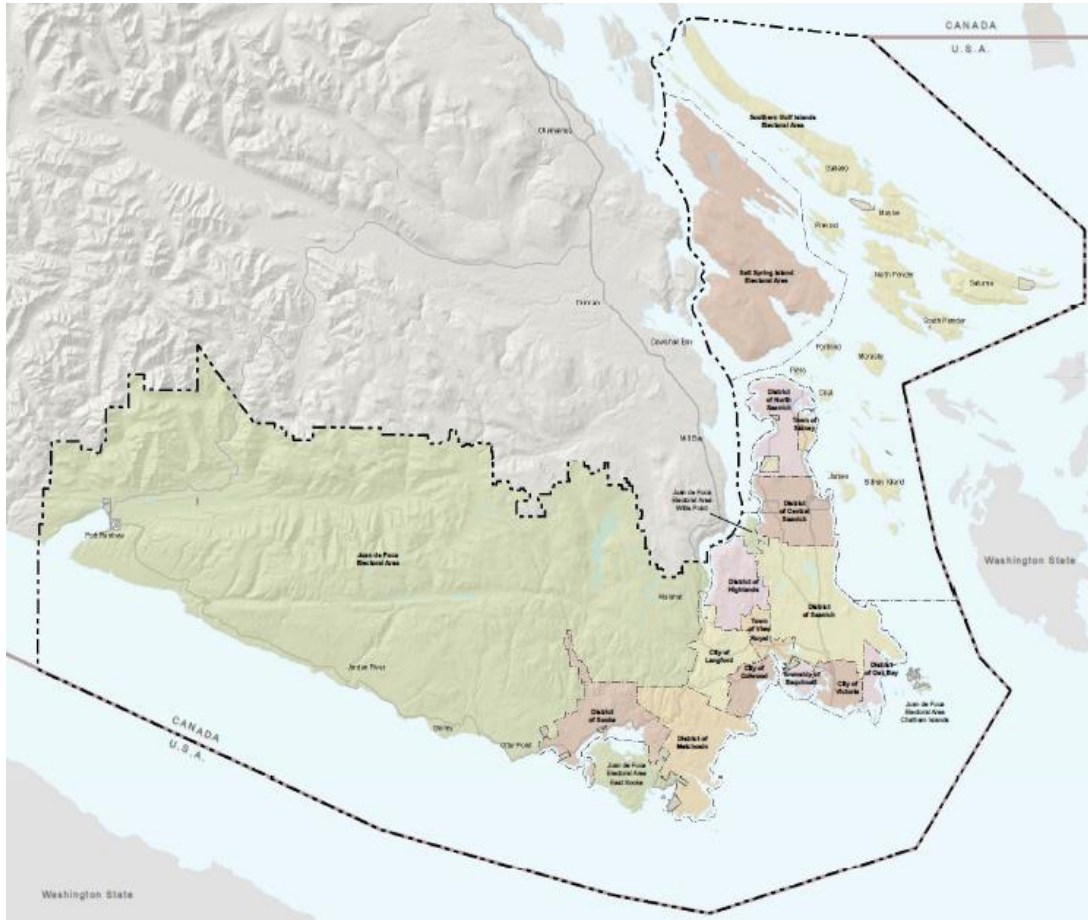 CANADA
U.S.A.
Chemainus
Southern Gulf Islands
Electoral Area
Galiano
Mayne
Prevost
Salt Spring Island
Electoral Area
North Pender
Saturna
South Pender
Duncan
Cowichan Bay
Portland
Moresby
Piers
Coal
District
of North
Saanich
Town of
Sidney
Mill Bay
James
Sidney Island
Juan de Fuca
Electoral Area
Willis Point
District
of Central
Saanich
Port Renfrew
Juan de Fuca
Electoral Area
Malahat
District of
Highlands
District
of Saanich
Washington State
Town
of View
Royal
City of
Langford
City of
Colwood
Township of
Esquimalt
City of
Victoria
District
of Oak Bay
Jordan River
Juan de Fuca
Electoral Area
Chatham Islands
District
of Sooke
District of
Metchosin
Shirley
Otter Point
Juan de Fuca
Electoral Area
East Sooke
CANADA
U.S.A.
Washington State